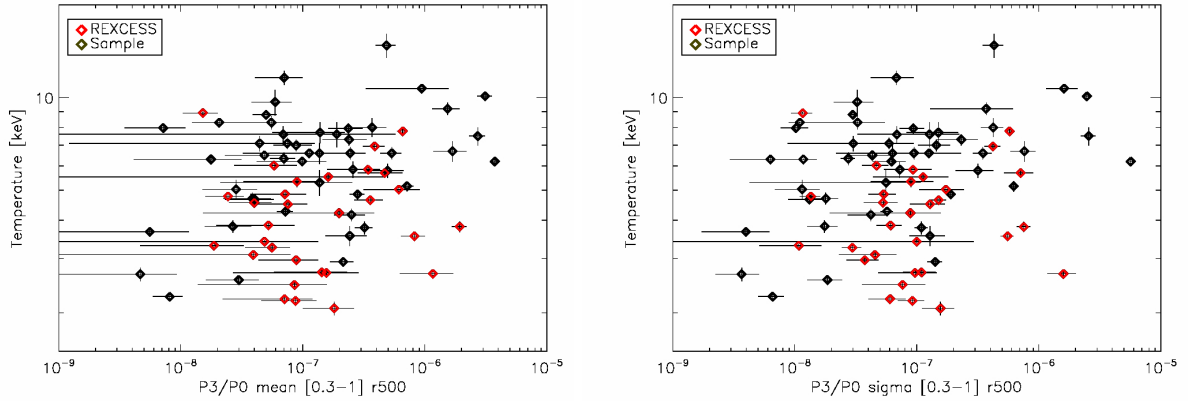 REXCESS
Sample
Temperature [keV]
10
10-9
10-8
10-7
10-6
10-5
P3/P0 mean [0.3-1] r500
REXCESS
Sample
Temperature [keV]
10
10-9
10-8
10-7
10-6
10-5
P3/P0 sigma [0.3-1] r500